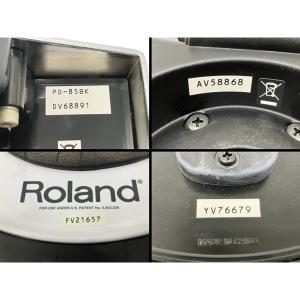 PD-85BK
DV68891
AV58868
Roland®
FOR USE UNDER U.S. PATENT No. 5,920,026
FV21657
YV76679
MADE IN CHINA